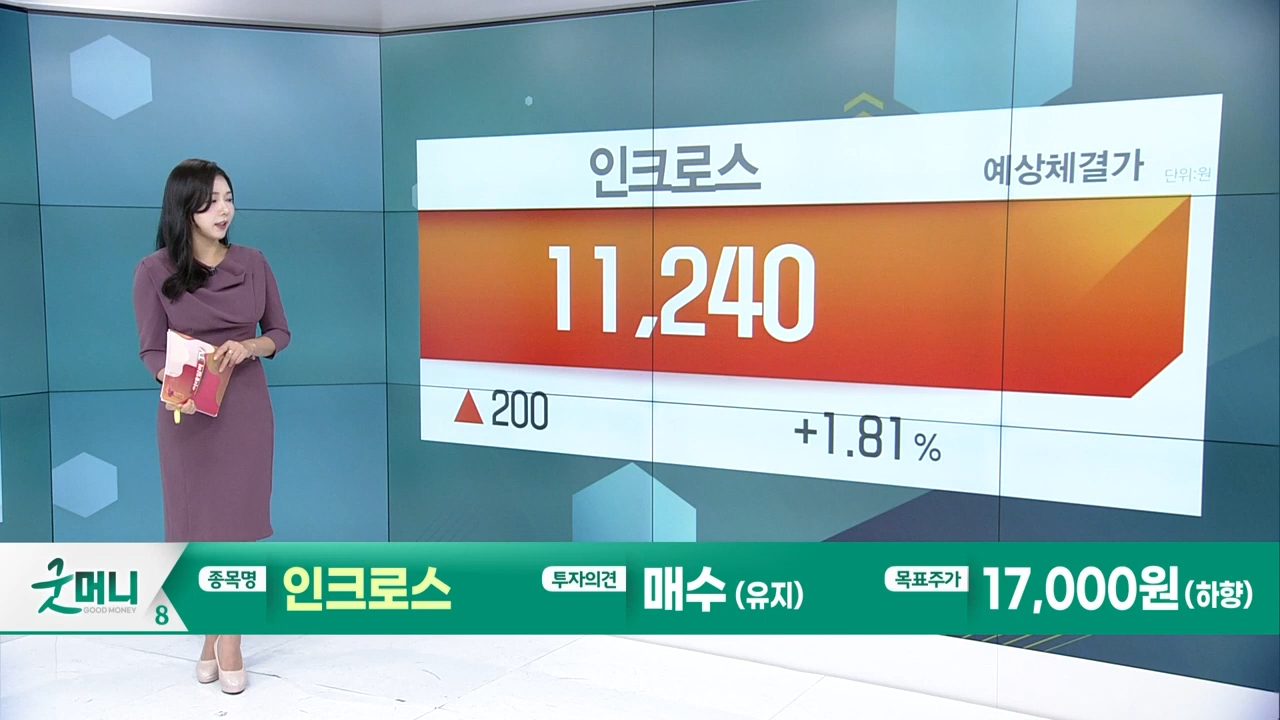 인크로스
예상체결가 단위:원
11,240
▲ 200 +1.81%
굿머니
GOOD MONEY
8
종목명 인크로스 투자의견 매수 (유지) 목표주가 17,000원(하향)